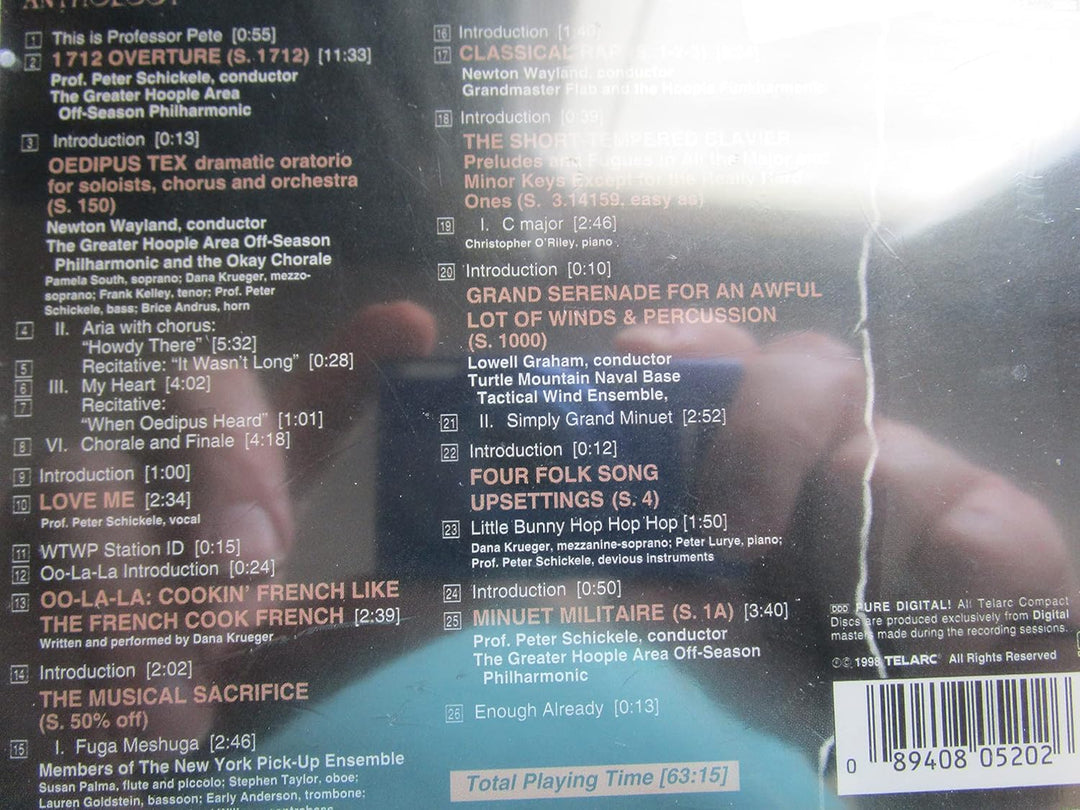 ANTHOLOGY
1 This is Professor Pete [0:55]
2 1712 OVERTURE (S. 1712) [11:33]
Prof. Peter Schickele, conductor
The Greater Hoople Area
Off-Season Philharmonic
3 Introduction [0:13]
OEDIPUS TEX dramatic oratorio
for soloists, chorus and orchestra
(S. 150)
Newton Wayland, conductor
The Greater Hoople Area Off-Season
Philharmonic and the Okay Chorale
Pamela South, soprano; Dana Krueger, mezzo-
soprano; Frank Kelley, tenor; Prof. Peter
Schickele, bass; Brice Andrus, horn
4 II. Aria with chorus:
"Howdy There" [5:32]
5 Recitative: "It Wasn't Long" [0:28]
6 III. My Heart [4:02]
7 Recitative:
"When Oedipus Heard" [1:01]
8 VI. Chorale and Finale [4:18]
9 Introduction [1:00]
10 LOVE ME [2:34]
Prof. Peter Schickele, vocal
11 WTWP Station ID [0:15]
12 Oo-La-La Introduction [0:24]
13 OO-LA-LA: COOKIN' FRENCH LIKE
THE FRENCH COOK FRENCH [2:39]
Written and performed by Dana Krueger
14 Introduction [2:02]
THE MUSICAL SACRIFICE
(S. 50% off)
15 I. Fuga Meshuga [2:46]
Members of The New York Pick-Up Ensemble
Susan Palma, flute and piccolo; Stephen Taylor, oboe;
Lauren Goldstein, bassoon; Early Anderson, trombone;
16 Introduction [1:40]
17 CLASSICAL RAP
Newton Wayland, conductor
Grandmaster Flab and the Hoople Funkharmonic
18 Introduction [0:39]
THE SHORT-TEMPERED CLAVIER
Preludes and Fugues in All the Major
Minor Keys Except for the Really Hard
Ones (S. 3.14159, easy as)
19 I. C major [2:46]
Christopher O'Riley, piano
20 Introduction [0:10]
GRAND SERENADE FOR AN AWFUL
LOT OF WINDS & PERCUSSION
(S. 1000)
Lowell Graham, conductor
Turtle Mountain Naval Base
Tactical Wind Ensemble,
21 II. Simply Grand Minuet [2:52]
22 Introduction [0:12]
FOUR FOLK SONG
UPSETTINGS (S. 4)
23 Little Bunny Hop Hop Hop [1:50]
Dana Krueger, mezzanine-soprano; Peter Lurye, piano;
Prof. Peter Schickele, devious instruments
24 Introduction [0:50]
25 MINUET MILITAIRE (S. 1A) [3:40]
Prof. Peter Schickele, conductor
The Greater Hoople Area Off-Season
Philharmonic
26 Enough Already [0:13]
Total Playing Time [63:15]
DDD PURE DIGITAL! All Telarc Compact
Discs are produced exclusively from Digital
masters made during the recording sessions.
℗© 1998 TELARC® All Rights Reserved
0 89408 05202